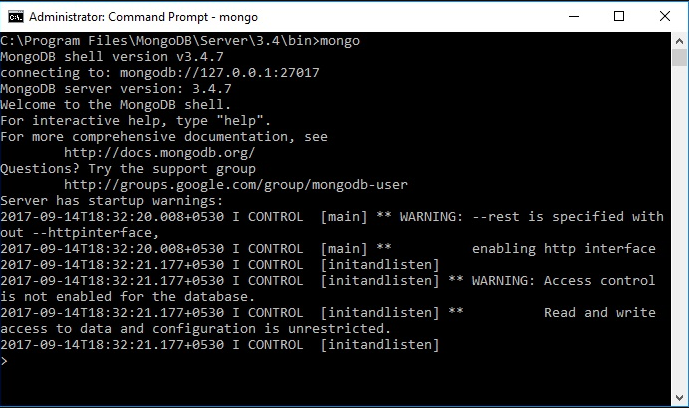 Administrator: Command Prompt - mongo
C:\Program Files\MongoDB\Server\3.4\bin>mongo
MongoDB shell version v3.4.7
connecting to: mongodb://127.0.0.1:27017
MongoDB server version: 3.4.7
Welcome to the MongoDB shell.
For interactive help, type "help".
For more comprehensive documentation, see
        http://docs.mongodb.org/
Questions? Try the support group
        http://groups.google.com/group/mongodb-user
Server has startup warnings:
2017-09-14T18:32:20.008+0530 I CONTROL  [main] ** WARNING: --rest is specified with
out --httpinterface,
2017-09-14T18:32:20.008+0530 I CONTROL  [main] **          enabling http interface
2017-09-14T18:32:21.177+0530 I CONTROL  [initandlisten]
2017-09-14T18:32:21.177+0530 I CONTROL  [initandlisten] ** WARNING: Access control
is not enabled for the database.
2017-09-14T18:32:21.177+0530 I CONTROL  [initandlisten] **          Read and write
access to data and configuration is unrestricted.
2017-09-14T18:32:21.177+0530 I CONTROL  [initandlisten]
>